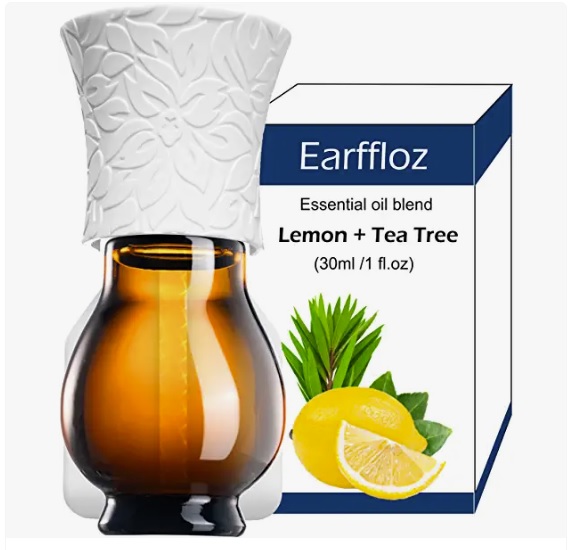 Earffloz
Essential oil blend
Lemon + Tea Tree
(30ml /1 fl.oz)